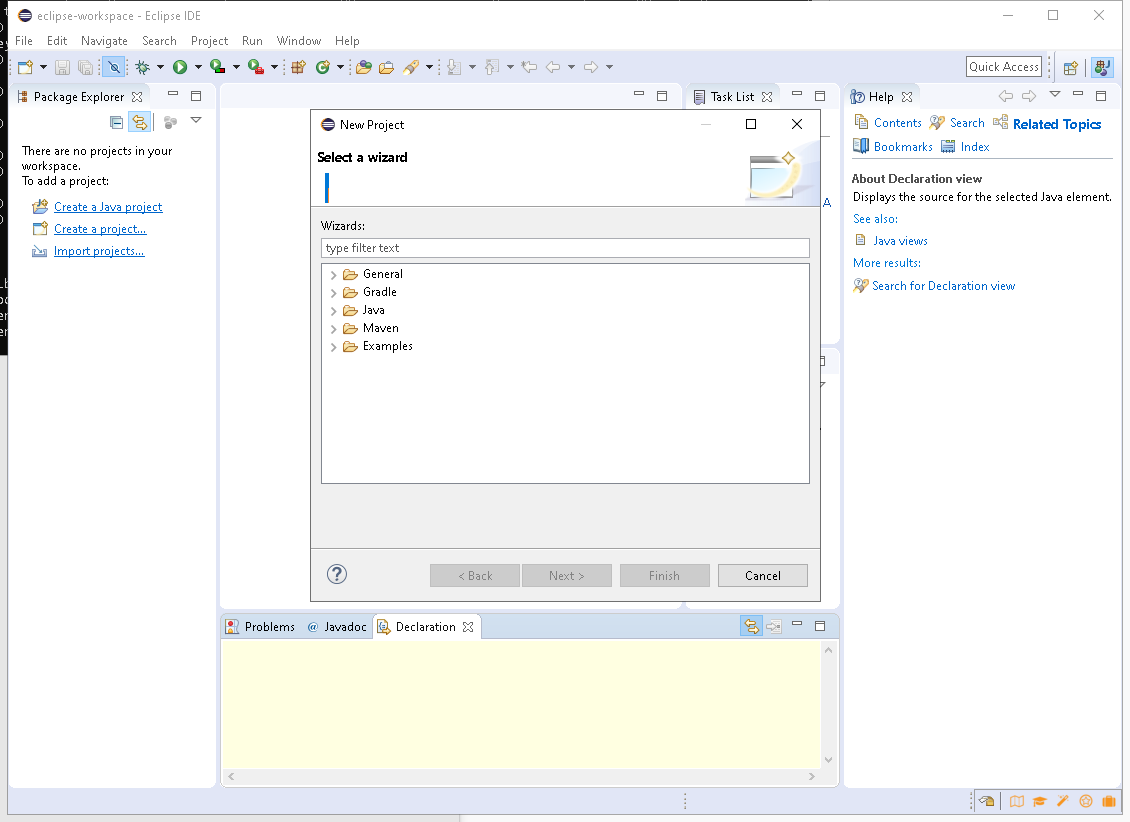 eclipse-workspace - Eclipse IDE
File Edit Navigate Search Project Run Window Help
Quick Access
Package Explorer
There are no projects in your
workspace.
To add a project:
Create a Java project
Create a project...
Import projects...
Task List
A
New Project
Select a wizard
Wizards:
type filter text
General
Gradle
Java
Maven
Examples
?
< Back Next > Finish Cancel
Problems @ Javadoc Declaration
Help
Contents Search Related Topics
Bookmarks Index
About Declaration view
Displays the source for the selected Java element.
See also:
Java views
More results:
Search for Declaration view